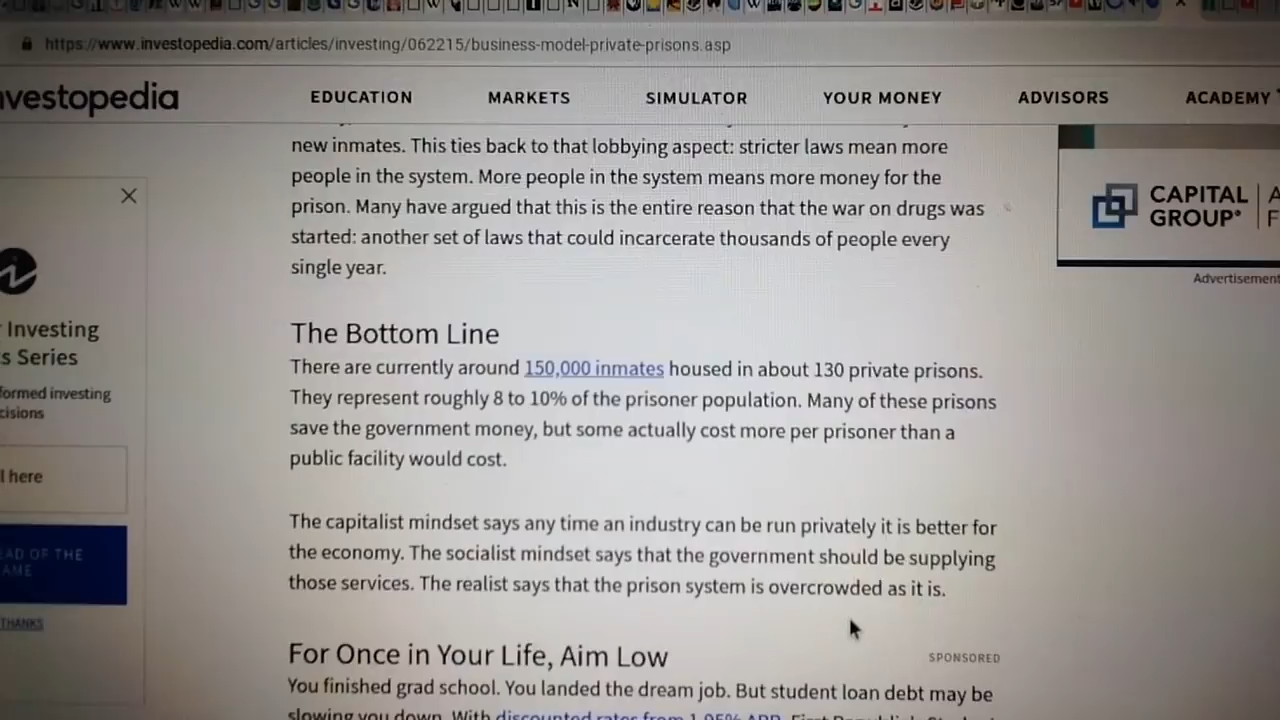 https://www.investopedia.com/articles/investing/062215/business-model-private-prisons.asp
nvestopedia
EDUCATION MARKETS SIMULATOR YOUR MONEY ADVISORS ACADEMY
new inmates. This ties back to that lobbying aspect: stricter laws mean more
people in the system. More people in the system means more money for the
prison. Many have argued that this is the entire reason that the war on drugs was
started: another set of laws that could incarcerate thousands of people every
single year.
CAPITAL
GROUP®
Advertisement
Investing
s Series
formed investing
cisions
l here
EAD OF THE
AME
THANKS
The Bottom Line
There are currently around 150,000 inmates housed in about 130 private prisons.
They represent roughly 8 to 10% of the prisoner population. Many of these prisons
save the government money, but some actually cost more per prisoner than a
public facility would cost.
The capitalist mindset says any time an industry can be run privately it is better for
the economy. The socialist mindset says that the government should be supplying
those services. The realist says that the prison system is overcrowded as it is.
For Once in Your Life, Aim Low
SPONSORED
You finished grad school. You landed the dream job. But student loan debt may be
slowing you down. With discounted rates from 1.95% APR, First Republic's Student